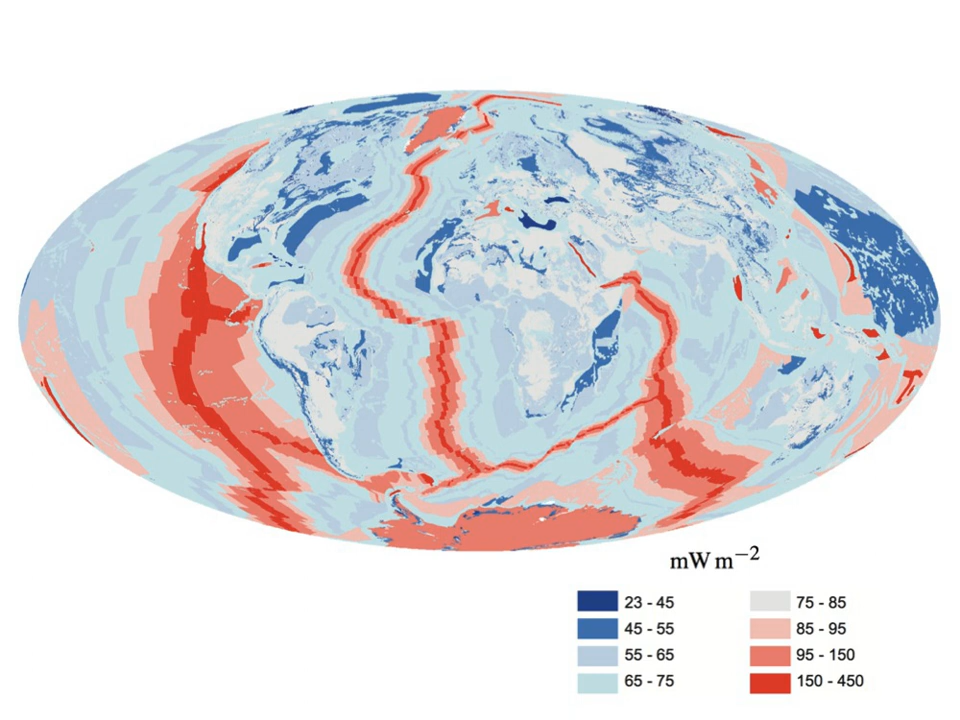 mW m−2
23 - 45
45 - 55
55 - 65
65 - 75
75 - 85
85 - 95
95 - 150
150 - 450